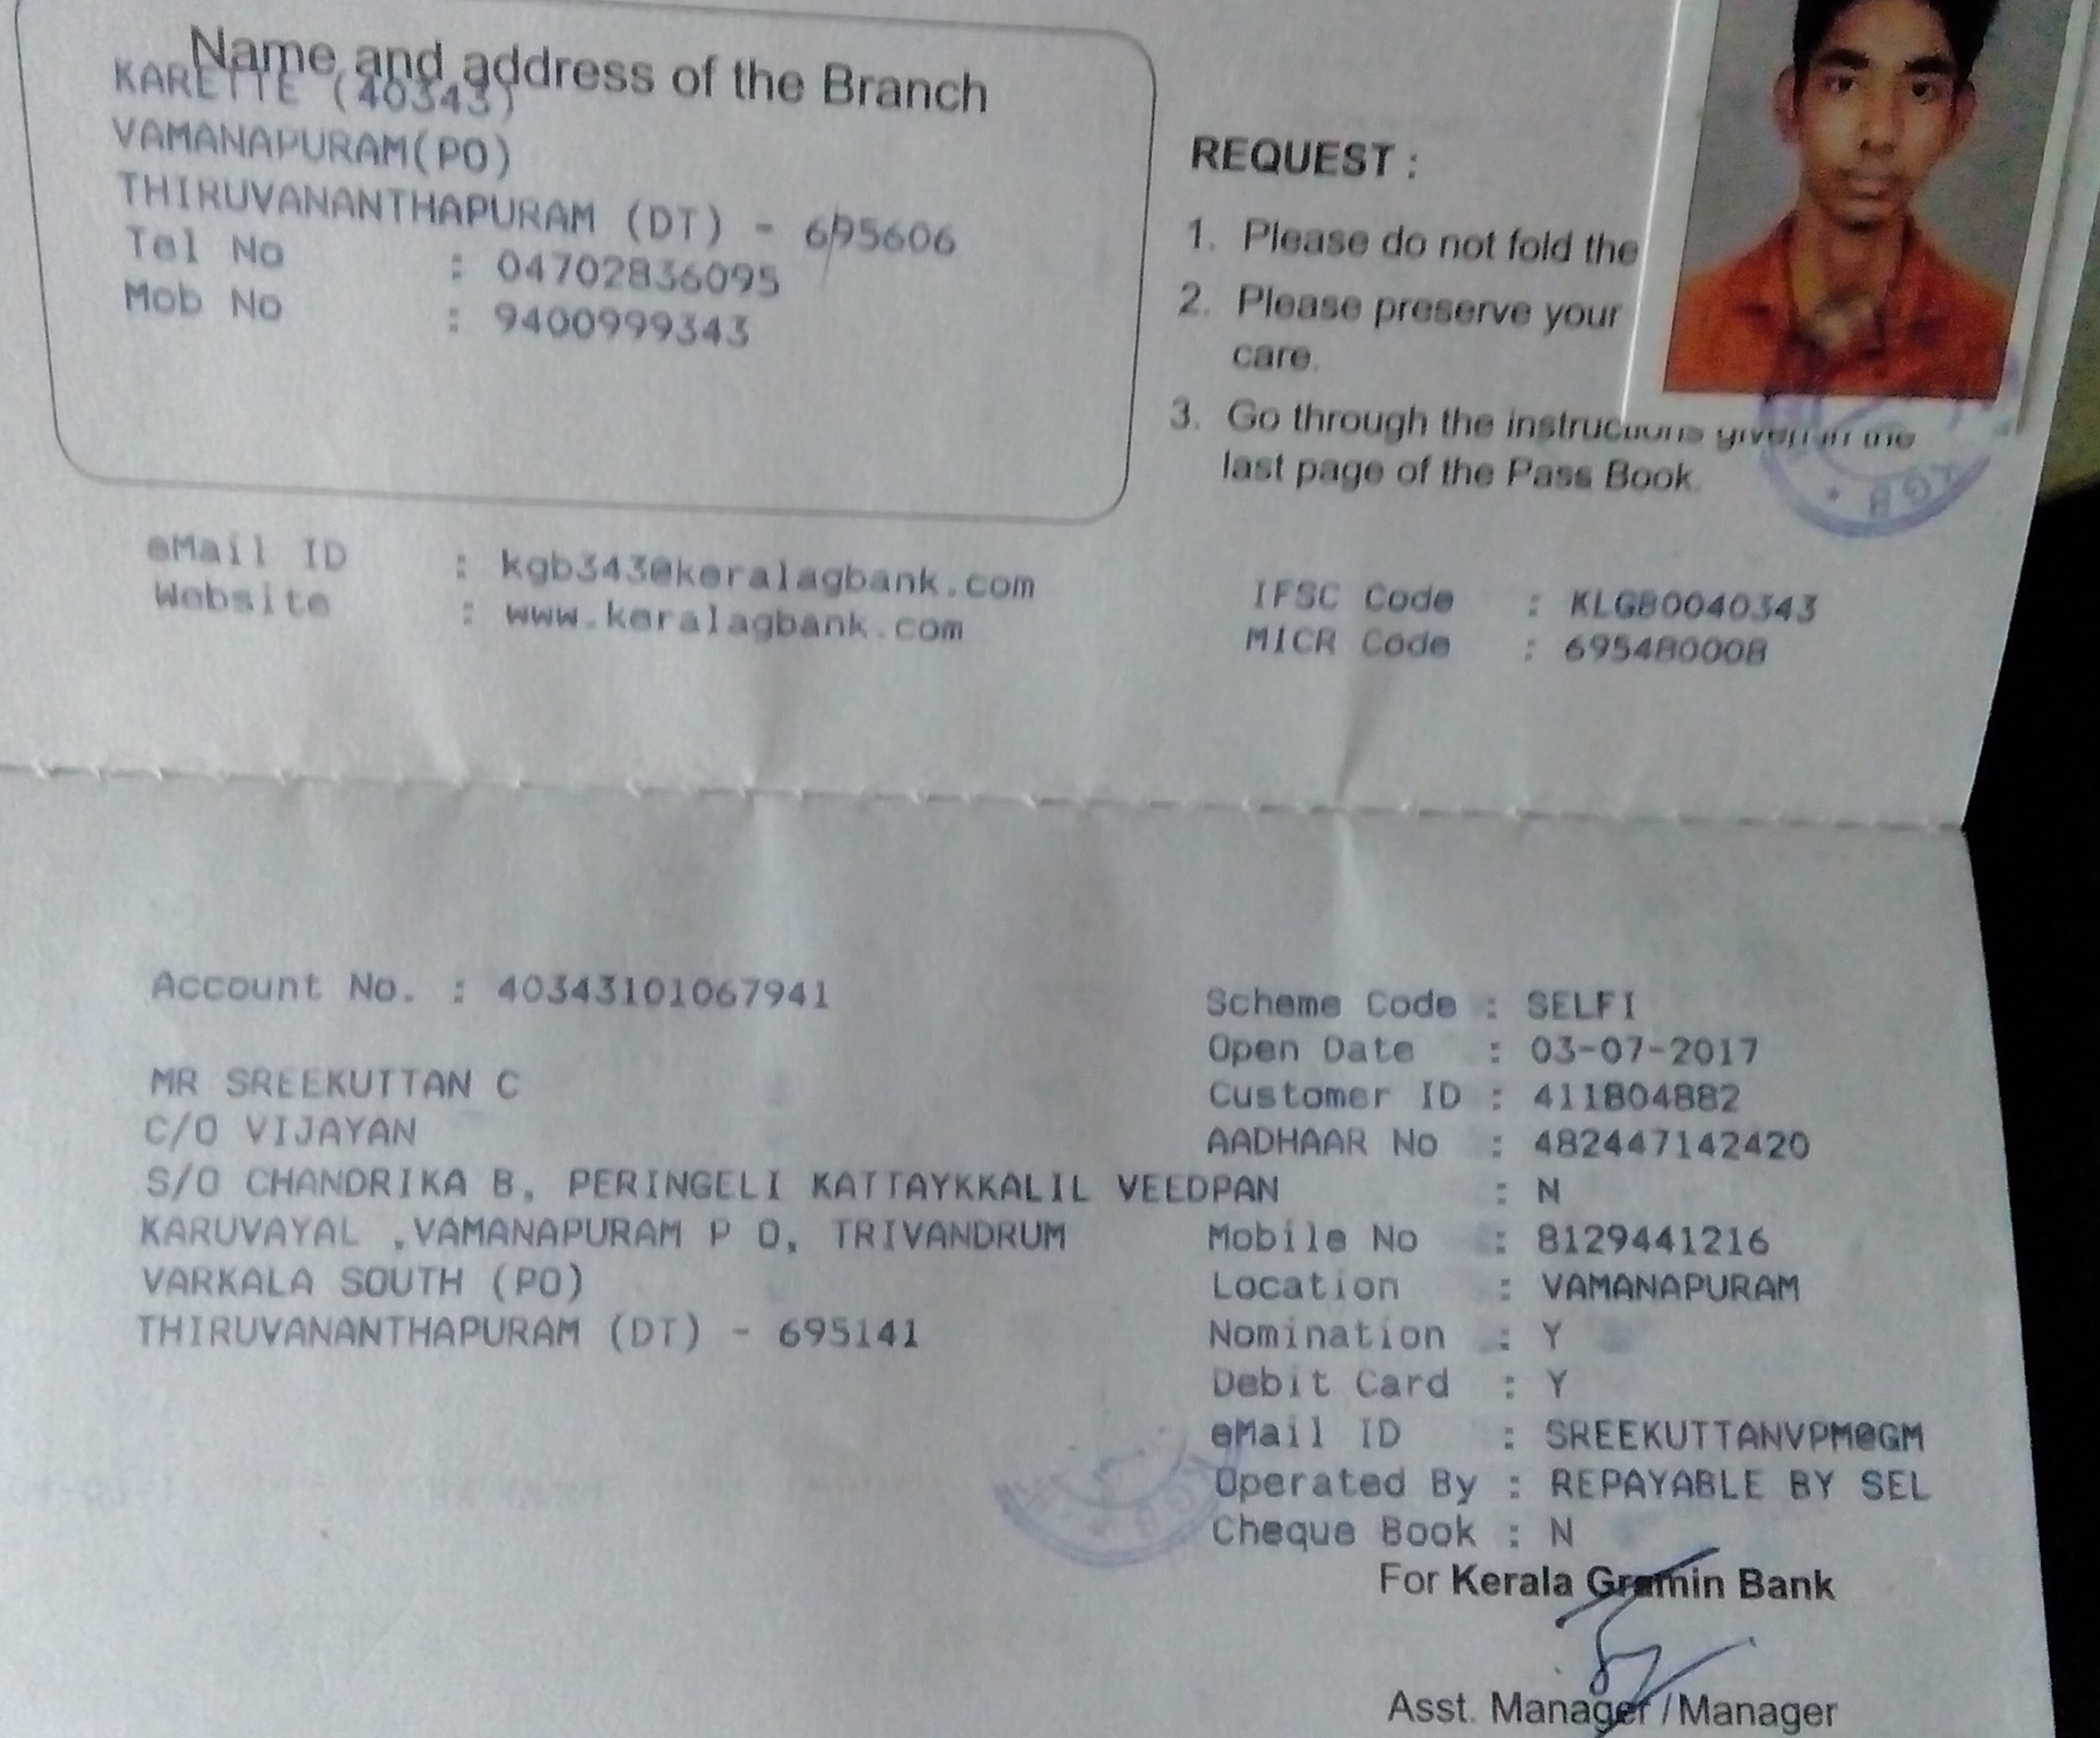 Name and address of the Branch
KARETTE (40343)
VAMANAPURAM(PO)
THIRUVANANTHAPURAM (DT) - 695606
Tel No : 04702836095
Mob No : 9400999343
REQUEST :
1. Please do not fold the
2. Please preserve your
care.
3. Go through the instructions given in the
last page of the Pass Book.
KGB
eMail ID : kgb343@keralagbank.com
Website : www.keralagbank.com
IFSC Code : KLGB0040343
MICR Code : 695480008
Account No. : 40343101067941
MR SREEKUTTAN C
C/O VIJAYAN
S/O CHANDRIKA B, PERINGELI KATTAYKKALIL VEEDPAN : N
KARUVAYAL ,VAMANAPURAM P O, TRIVANDRUM
VARKALA SOUTH (PO)
THIRUVANANTHAPURAM (DT) - 695141
Scheme Code : SELFI
Open Date : 03-07-2017
Customer ID : 411804882
AADHAAR No : 482447142420
Mobile No : 8129441216
Location : VAMANAPURAM
Nomination : Y
Debit Card : Y
eMail ID : SREEKUTTANVPM@GM
Operated By : REPAYABLE BY SEL
Cheque Book : N
KGB
For Kerala Gramin Bank
Asst. Manager / Manager